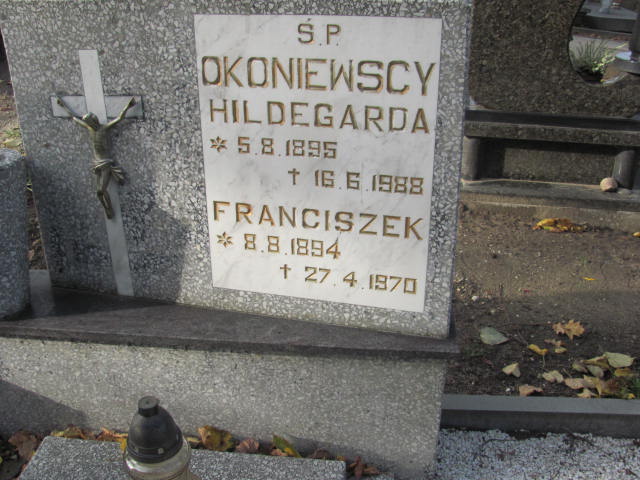 Ś.P.
OKONIEWSCY
HILDEGARDA
* 5.8.1895
† 16.6.1988
FRANCISZEK
* 8.8.1894
† 27.4.1970